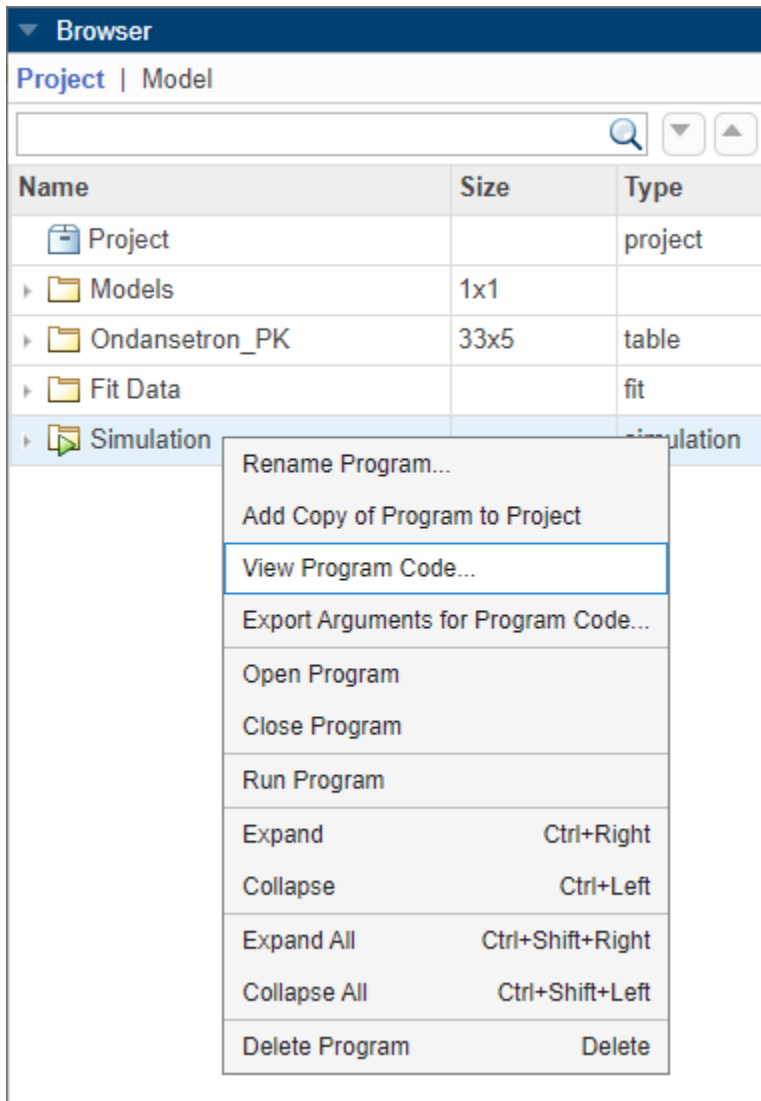 Browser
Project | Model
Name Size Type
Project project
Models 1x1
Ondansetron_PK 33x5 table
Fit Data fit
Simulation simulation
Rename Program...
Add Copy of Program to Project
View Program Code...
Export Arguments for Program Code...
Open Program
Close Program
Run Program
Expand Ctrl+Right
Collapse Ctrl+Left
Expand All Ctrl+Shift+Right
Collapse All Ctrl+Shift+Left
Delete Program Delete